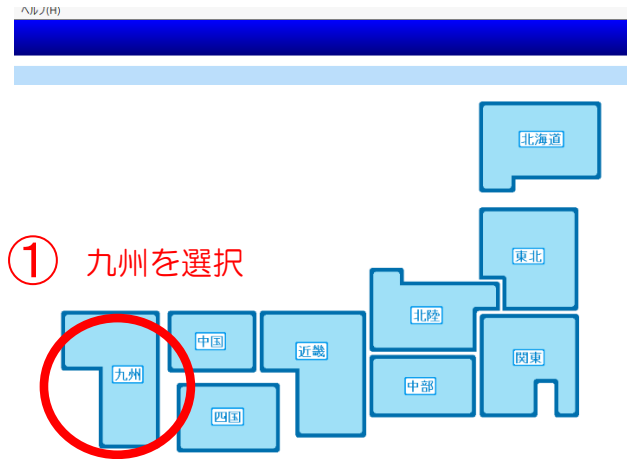 ヘルプ(H)
北海道
① 九州を選択
東北
北陸
中国
近畿
関東
九州
中部
四国